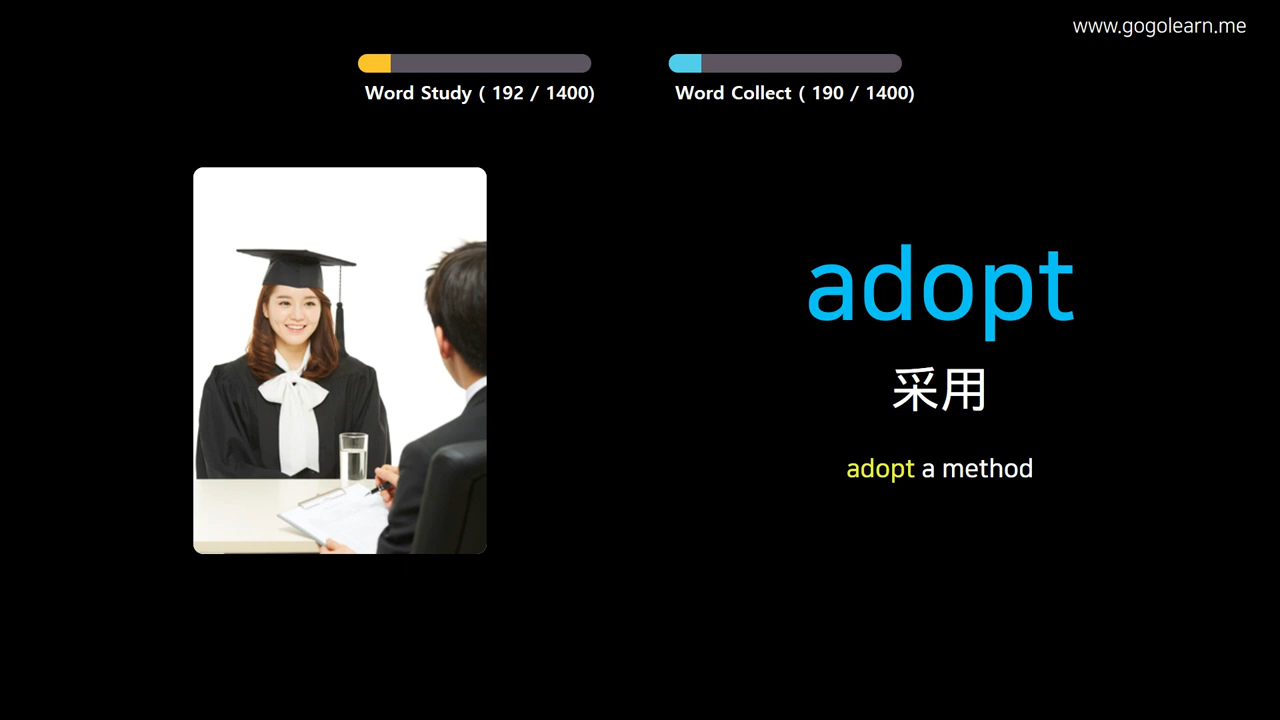 www.gogolearn.me
Word Study ( 192 / 1400)
Word Collect ( 190 / 1400)
adopt
采用
adopt a method